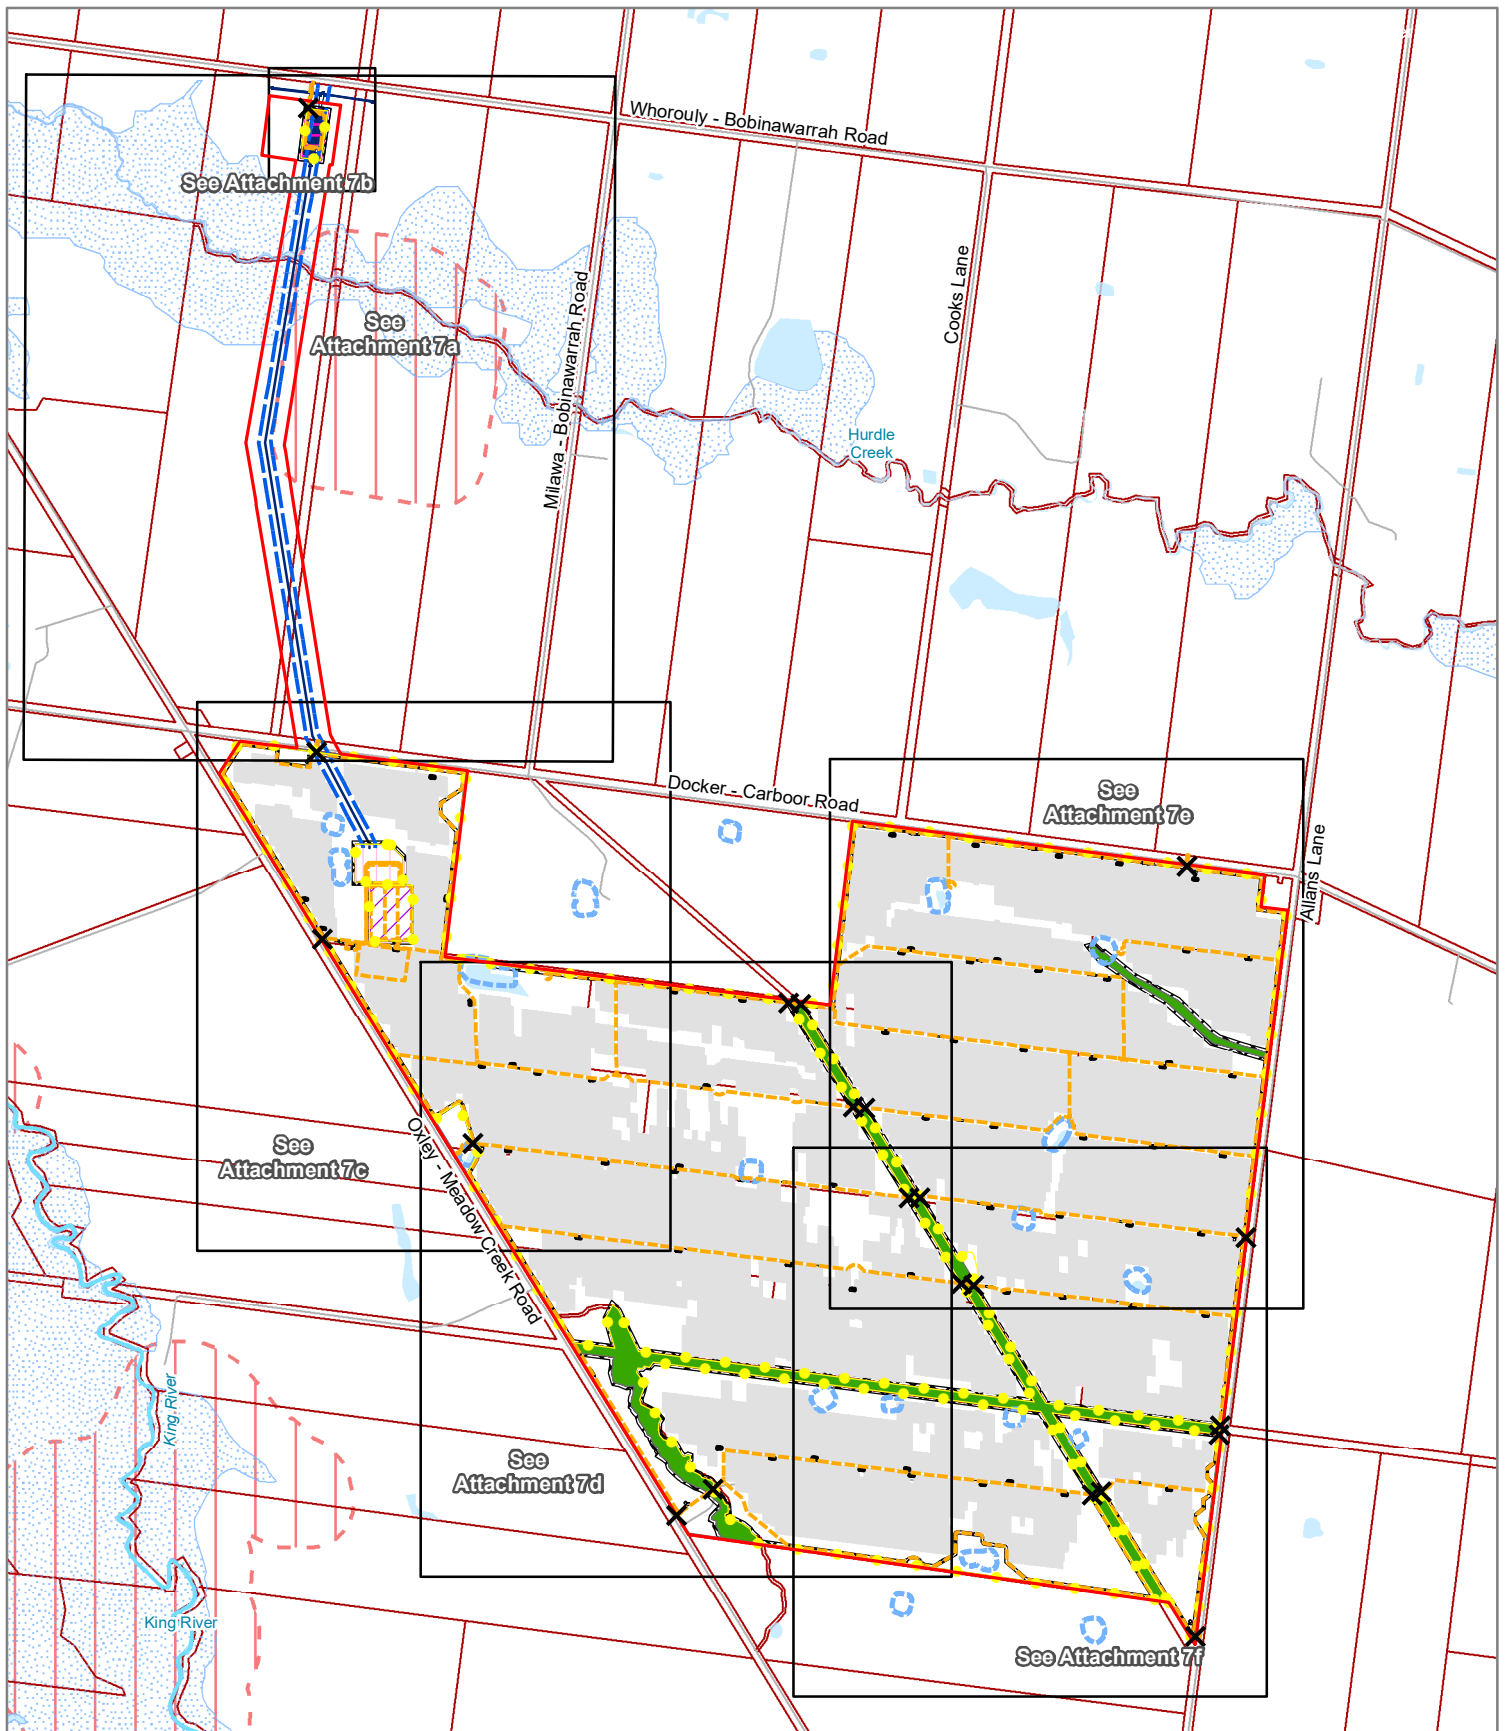 Whorouly - Bobinawarrah Road
See Attachment 7b
Cooks Lane
Milawa - Bobinawarrah Road
See
Attachment 7a
Hurdle
Creek
Docker - Carboor Road
See
Attachment 7e
Allans Lane
See
Attachment 7c
Oxley - Meadow Creek Road
King River
See
Attachment 7d
King River
See Attachment 7f